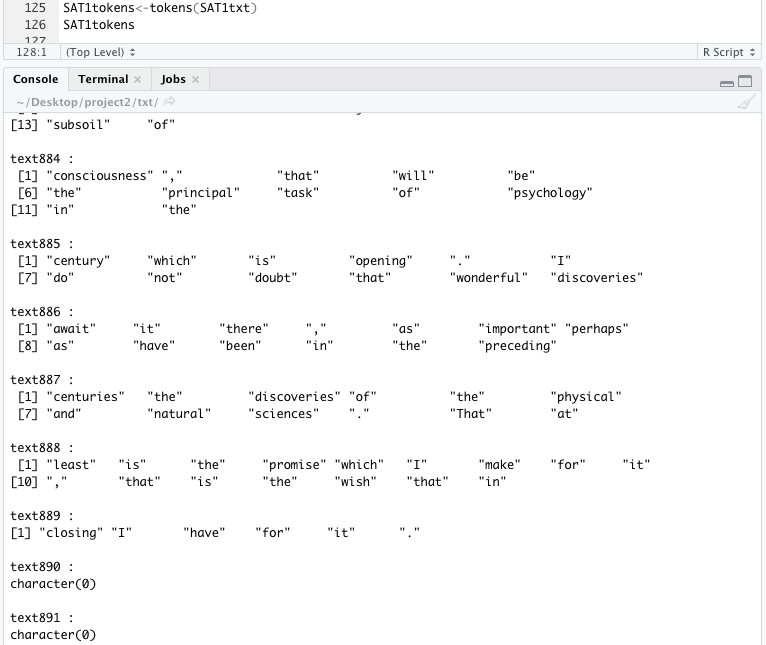 125 SAT1tokens<-tokens(SAT1txt)
126 SAT1tokens
127
128:1 (Top Level) R Script
Console Terminal × Jobs ×
~/Desktop/project2/txt/
[13] "subsoil" "of"
text884 :
[1] "consciousness" "," "that" "will" "be"
[6] "the" "principal" "task" "of" "psychology"
[11] "in" "the"
text885 :
[1] "century" "which" "is" "opening" "." "I"
[7] "do" "not" "doubt" "that" "wonderful" "discoveries"
text886 :
[1] "await" "it" "there" "," "as" "important" "perhaps"
[8] "as" "have" "been" "in" "the" "preceding"
text887 :
[1] "centuries" "the" "discoveries" "of" "the" "physical"
[7] "and" "natural" "sciences" "." "That" "at"
text888 :
[1] "least" "is" "the" "promise" "which" "I" "make" "for" "it"
[10] "," "that" "is" "the" "wish" "that" "in"
text889 :
[1] "closing" "I" "have" "for" "it" "."
text890 :
character(0)
text891 :
character(0)